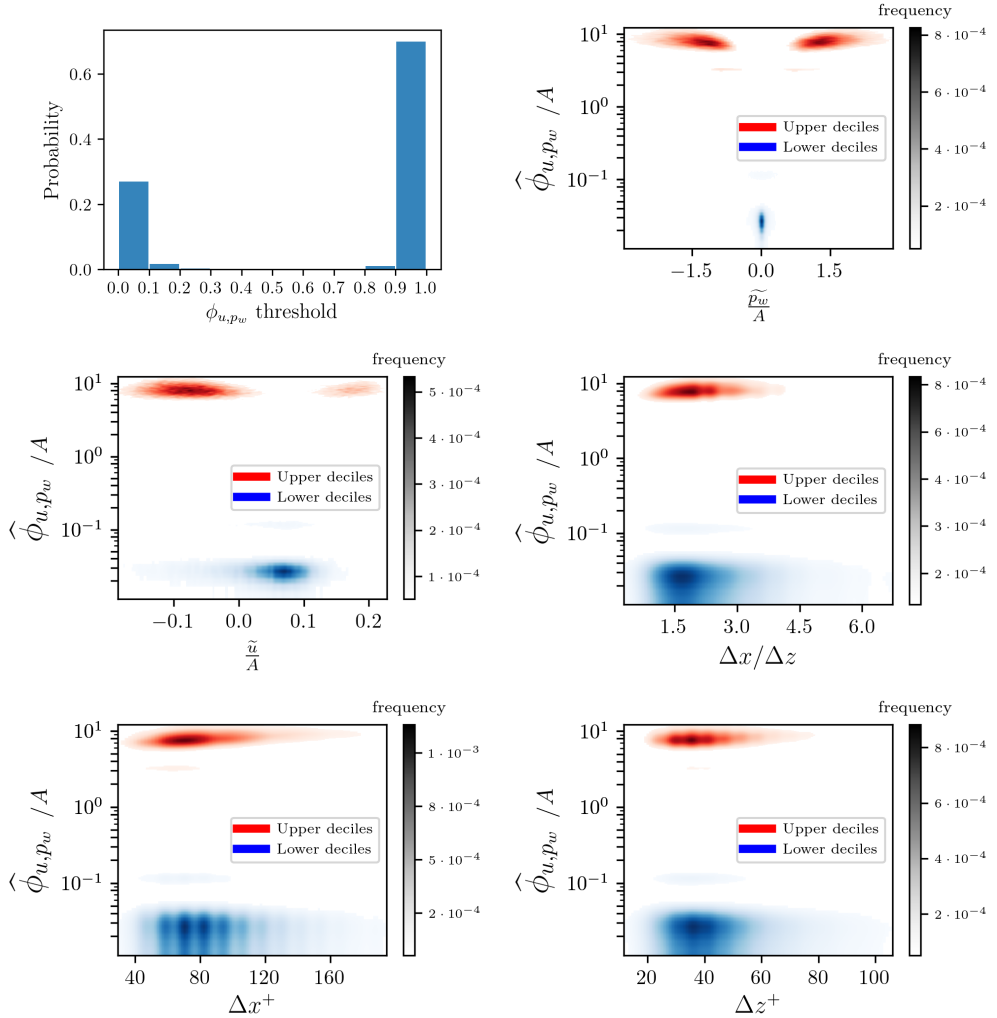 Probability
0.6
0.4
0.2
0.0
0.0 0.1 0.2 0.3 0.4 0.5 0.6 0.7 0.8 0.9 1.0
ϕ_{u,p_w} threshold
frequency
\widehat{ϕ}_{u,p_w} /A
10^1
10^0
10^{−1}
Upper deciles
Lower deciles
−1.5 0.0 1.5
\widetilde{p_w}/A
8 · 10^{−4}
6 · 10^{−4}
4 · 10^{−4}
2 · 10^{−4}
frequency
\widehat{ϕ}_{u,p_w} /A
10^1
10^0
10^{−1}
Upper deciles
Lower deciles
−0.1 0.0 0.1 0.2
\widetilde{u}/A
5 · 10^{−4}
4 · 10^{−4}
3 · 10^{−4}
2 · 10^{−4}
1 · 10^{−4}
frequency
\widehat{ϕ}_{u,p_w} /A
10^1
10^0
10^{−1}
Upper deciles
Lower deciles
1.5 3.0 4.5 6.0
Δx/Δz
8 · 10^{−4}
6 · 10^{−4}
4 · 10^{−4}
2 · 10^{−4}
frequency
\widehat{ϕ}_{u,p_w} /A
10^1
10^0
10^{−1}
Upper deciles
Lower deciles
40 80 120 160
Δx^+
1 · 10^{−3}
8 · 10^{−4}
5 · 10^{−4}
2 · 10^{−4}
frequency
\widehat{ϕ}_{u,p_w} /A
10^1
10^0
10^{−1}
Upper deciles
Lower deciles
20 40 60 80 100
Δz^+
8 · 10^{−4}
6 · 10^{−4}
4 · 10^{−4}
2 · 10^{−4}